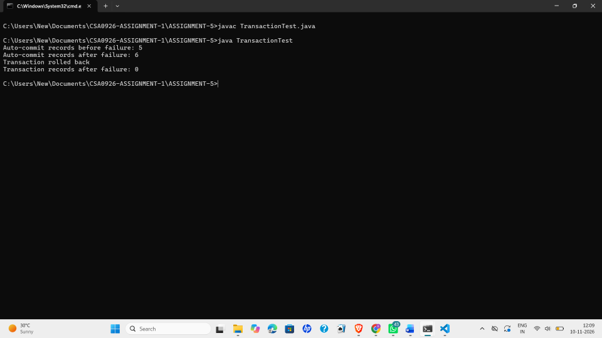 C:\Windows\System32\cmd.e
C:\Users\New\Documents\CSA0926-ASSIGNMENT-1\ASSIGNMENT-5>javac TransactionTest.java
C:\Users\New\Documents\CSA0926-ASSIGNMENT-1\ASSIGNMENT-5>java TransactionTest
Auto-commit records before failure: 5
Auto-commit records after failure: 6
Transaction rolled back
Transaction records after failure: 0
C:\Users\New\Documents\CSA0926-ASSIGNMENT-1\ASSIGNMENT-5>
35°C
Sunny
Search
ENG
IN
12:09
10-11-2026